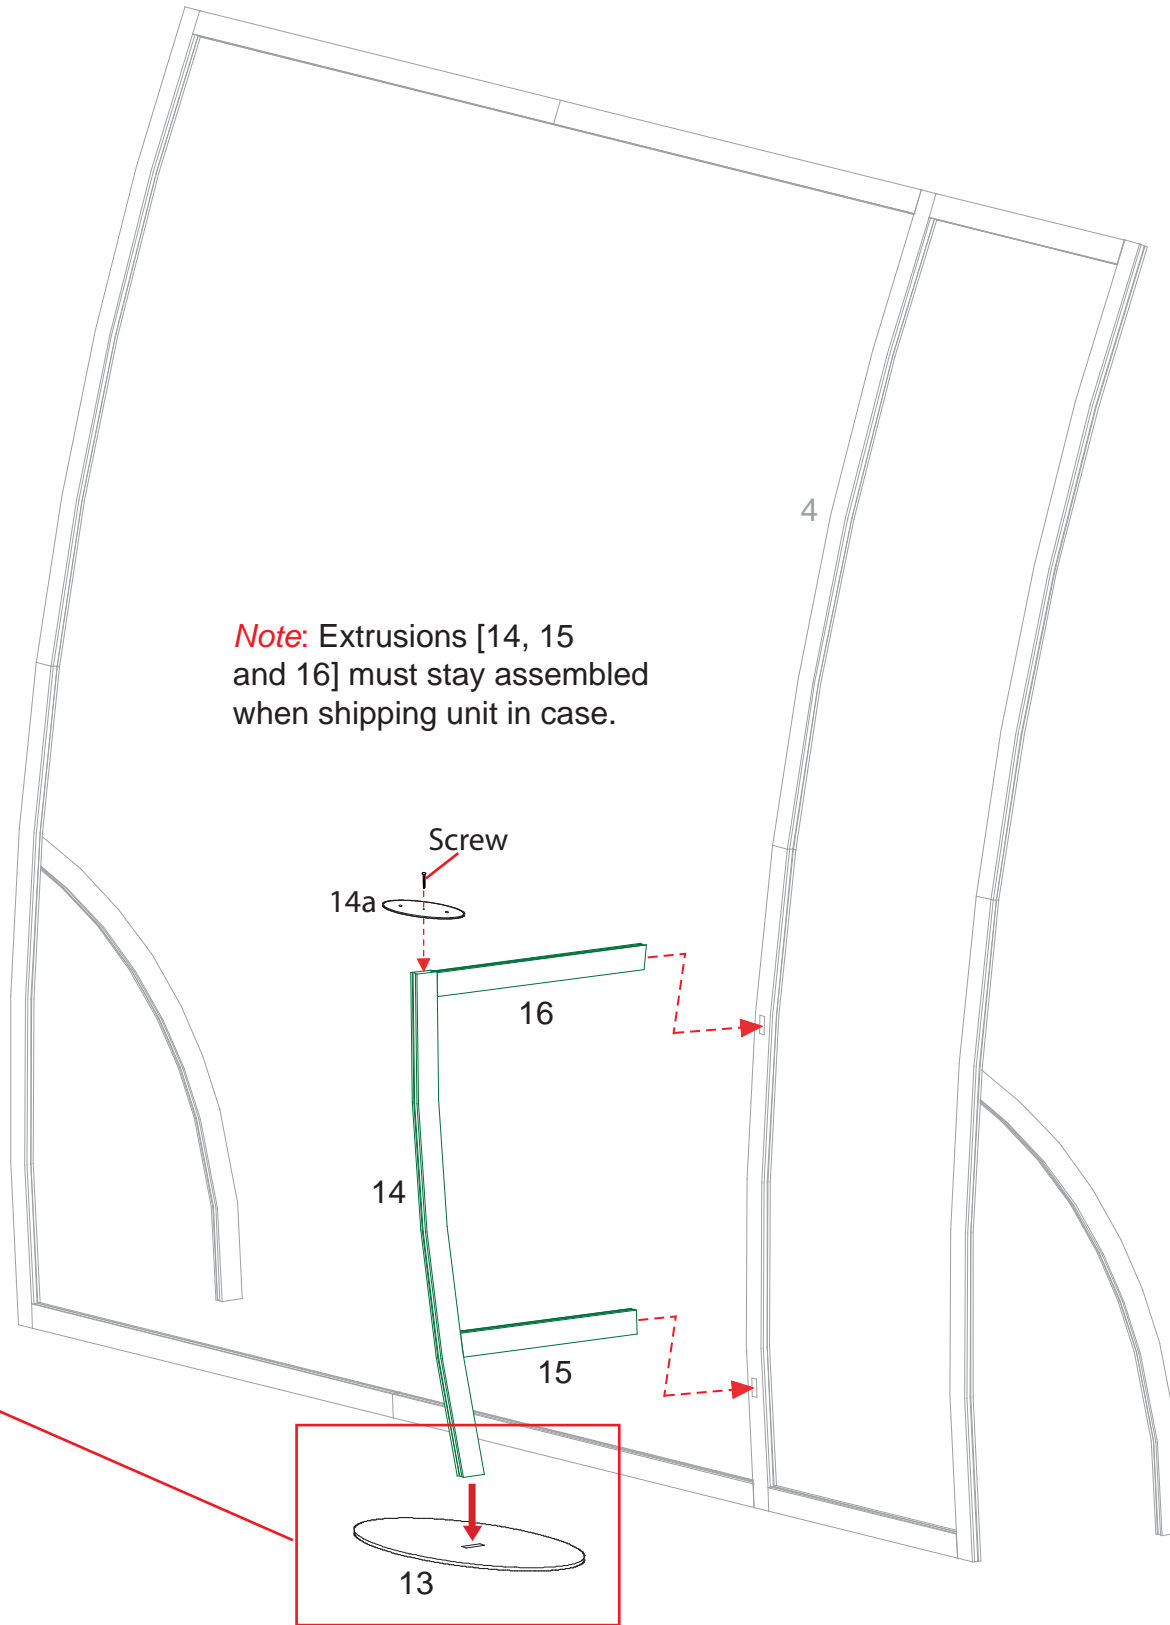 4
Note: Extrusions [14, 15
and 16] must stay assembled
when shipping unit in case.
Screw
14a
16
14
15
13